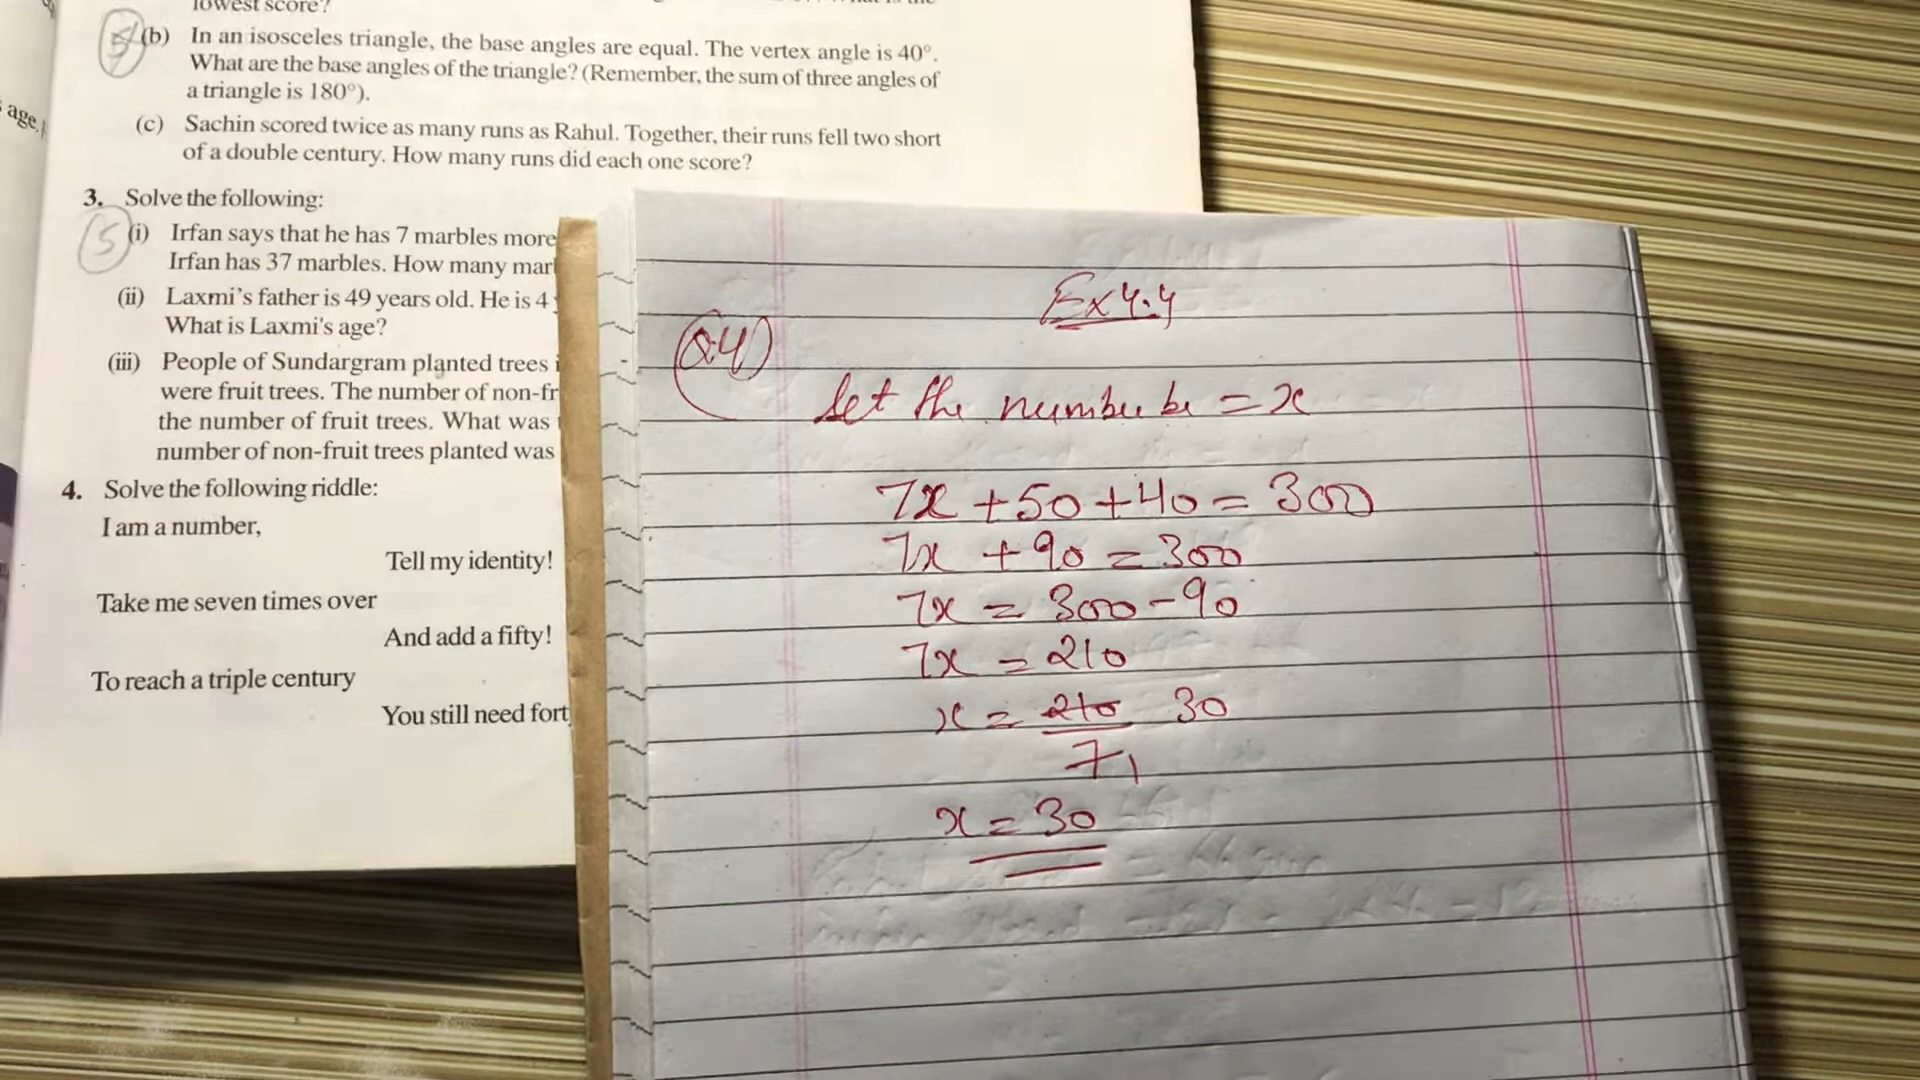 lowest score?
(b) In an isosceles triangle, the base angles are equal. The vertex angle is 40°.
What are the base angles of the triangle? (Remember, the sum of three angles of
a triangle is 180°).
(c) Sachin scored twice as many runs as Rahul. Together, their runs fell two short
of a double century. How many runs did each one score?
age.
3. Solve the following:
5
(i) Irfan says that he has 7 marbles more
Irfan has 37 marbles. How many mar
(ii) Laxmi's father is 49 years old. He is 4
What is Laxmi's age?
(iii) People of Sundargram planted trees i
were fruit trees. The number of non-fr
the number of fruit trees. What was
number of non-fruit trees planted was
4. Solve the following riddle:
I am a number,
Tell my identity!
Take me seven times over
And add a fifty!
To reach a triple century
You still need fort
Ex 4.4
Q.4)
Let the number be = x
7x + 50 + 40 = 300
7x + 90 = 300
7x = 300 - 90
7x = 210
x = 210 30
7 1
x = 30